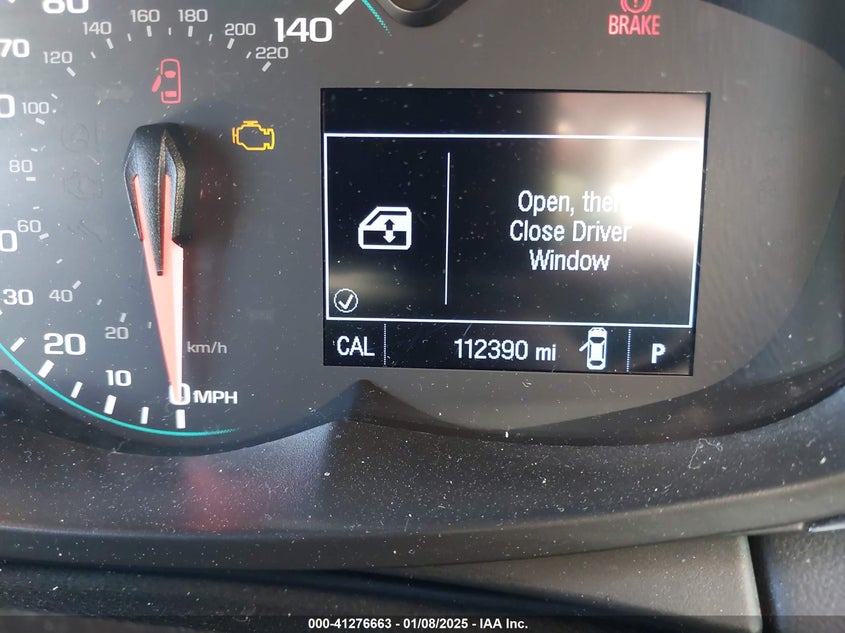 80
140
BRAKE
140 160 180 200 220
70
120
100
80
60
30
40
20
20
km/h
10
0 MPH
Open, then
Close Driver
Window
CAL
112390 mi
P
000-41276663 - 01/08/2025 - IAA Inc.